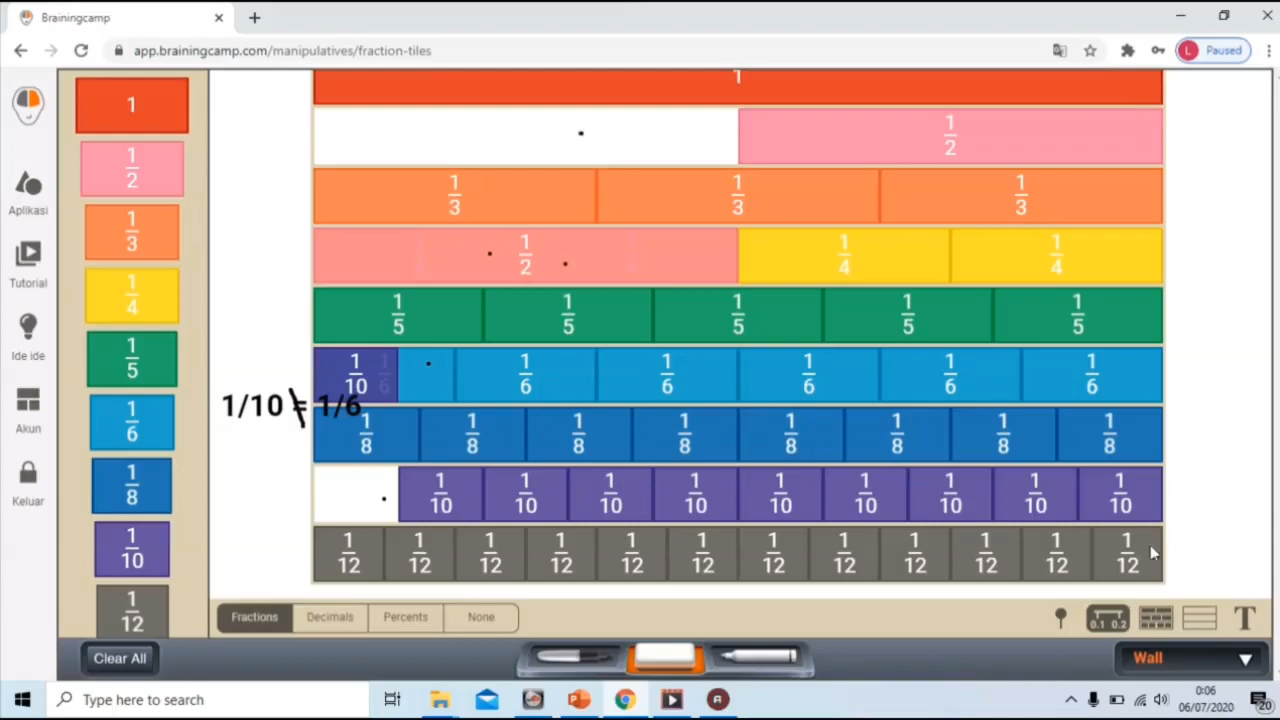 Brainingcamp
app.brainingcamp.com/manipulatives/fraction-tiles
L Paused
1
1/2
1/3
1/4
1/5
1/6
1/8
1/10
1/12
Aplikasi
Tutorial
Ide ide
Akun
Keluar
1
1/2
1/3 1/3 1/3
1/2 1/4 1/4
1/5 1/5 1/5 1/5 1/5
1/10 1/6 1/6 1/6 1/6 1/6 1/6
1/10 = 1/6
1/8 1/8 1/8 1/8 1/8 1/8 1/8 1/8
1/10 1/10 1/10 1/10 1/10 1/10 1/10 1/10 1/10
1/12 1/12 1/12 1/12 1/12 1/12 1/12 1/12 1/12 1/12 1/12 1/12
Fractions Decimals Percents None
0.1 0.2
T
Clear All
Wall
Type here to search
0:06
06/07/2020
20